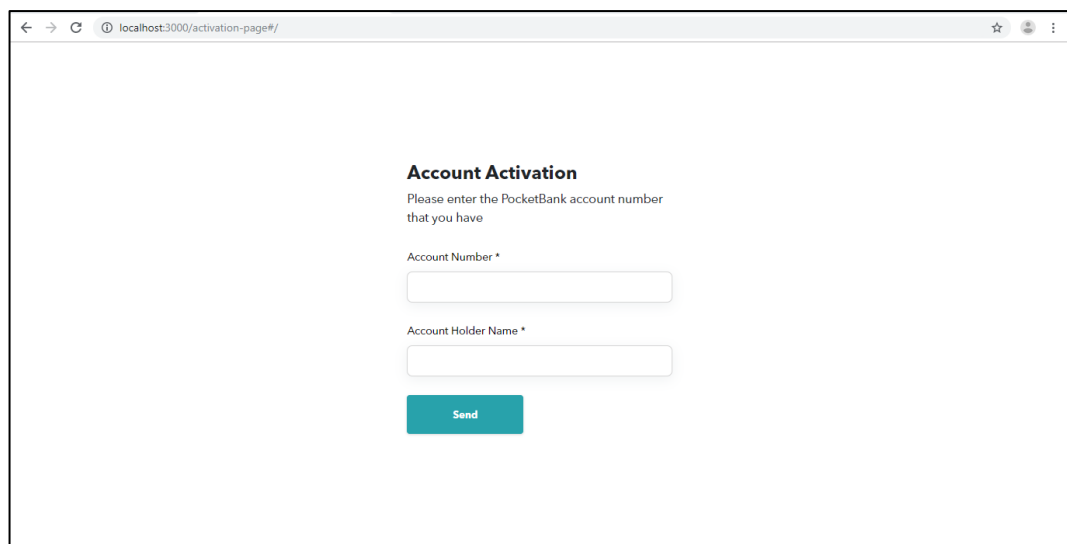 localhost:3000/activation-page#/
Account Activation
Please enter the PocketBank account number
that you have
Account Number *
Account Holder Name *
Send